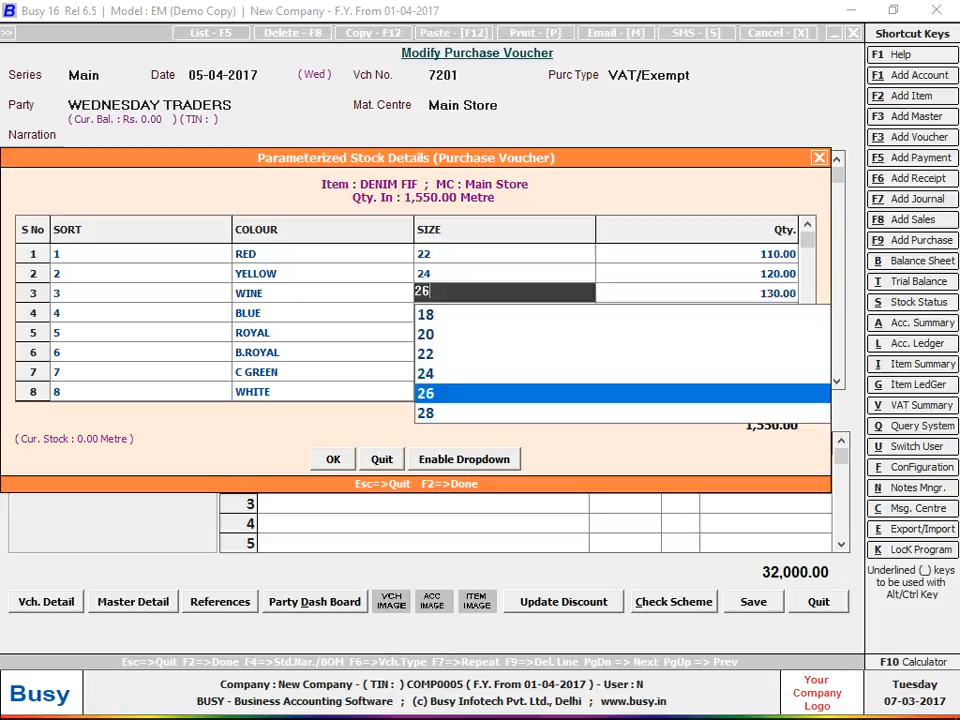 Busy 16 Rel 6.5 | Model : EM (Demo Copy) | New Company - F.Y. From 01-04-2017
>> List - F5 Delete - F8 Copy - F12 Paste - [F12] Print - [P] Email - [M] SMS - [S] Cancel - [X]
Shortcut Keys
Modify Purchase Voucher
Series Main Date 05-04-2017 ( Wed ) Vch No. 7201 Purc Type VAT/Exempt
Party WEDNESDAY TRADERS Mat. Centre Main Store
(Cur. Bal. : Rs. 0.00 ) ( TIN : )
Narration
Parameterized Stock Details (Purchase Voucher)
Item : DENIM FIF ; MC : Main Store
Qty. In : 1,550.00 Metre
S No SORT COLOUR SIZE Qty.
1 1 RED 22 110.00
2 2 YELLOW 24 120.00
3 3 WINE 26 130.00
4 4 BLUE
5 5 ROYAL
6 6 B.ROYAL
7 7 C GREEN
8 8 WHITE
18
20
22
24
26
28
1,550.00
( Cur. Stock : 0.00 Metre )
OK Quit Enable Dropdown
Esc=>Quit F2=>Done
3
4
5
32,000.00
Vch. Detail Master Detail References Party Dash Board VCH IMAGE ACC IMAGE ITEM IMAGE Update Discount Check Scheme Save Quit
Esc=>Quit F2=>Done F4=>Std.Nar./BOM F6=>Vch.Type F7=>Repeat F9=>Del. Line PgDn => Next PgUp => Prev
F1 Help
F1 Add Account
F2 Add Item
F3 Add Master
F3 Add Voucher
F5 Add Payment
F6 Add Receipt
F7 Add Journal
F8 Add Sales
F9 Add Purchase
B Balance Sheet
T Trial Balance
S Stock Status
A Acc. Summary
L Acc. Ledger
I Item Summary
G Item LedGer
V VAT Summary
Q Query System
U Switch User
F Configuration
N Notes Mngr.
C Msg. Centre
E Export/Import
K LocK Program
Underlined (_) keys
to be used with
Alt/Ctrl Key
F10 Calculator
Busy
Company : New Company - ( TIN : ) COMP0005 ( F.Y. From 01-04-2017 ) - User : N
BUSY - Business Accounting Software ; (c) Busy Infotech Pvt. Ltd., Delhi ; www.busy.in
Your
Company
Logo
Tuesday
07-03-2017